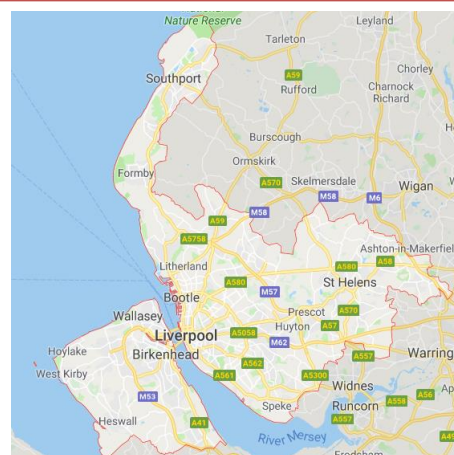 Nature Reserve
Leyland
Tarleton
A59
Rufford
Southport
Chorley
Charnock
Richard
Burscough
Ormskirk
Formby
A570
Skelmersdale
M58
M6
Wigan
A59
M58
A5758
Ashton-in-Makerfield
A58
Litherland
A580
A580
St Helens
M57
Bootle
Prescot
A570
Wallasey
Huyton
A57
Liverpool
A5058
M62
Hoylake
Birkenhead
A557
Warring
West Kirby
A562
A561
A5300
Widnes
M53
Runcorn
A558
A56
Speke
A557
Heswall
A41
River Mersey
Frodsham